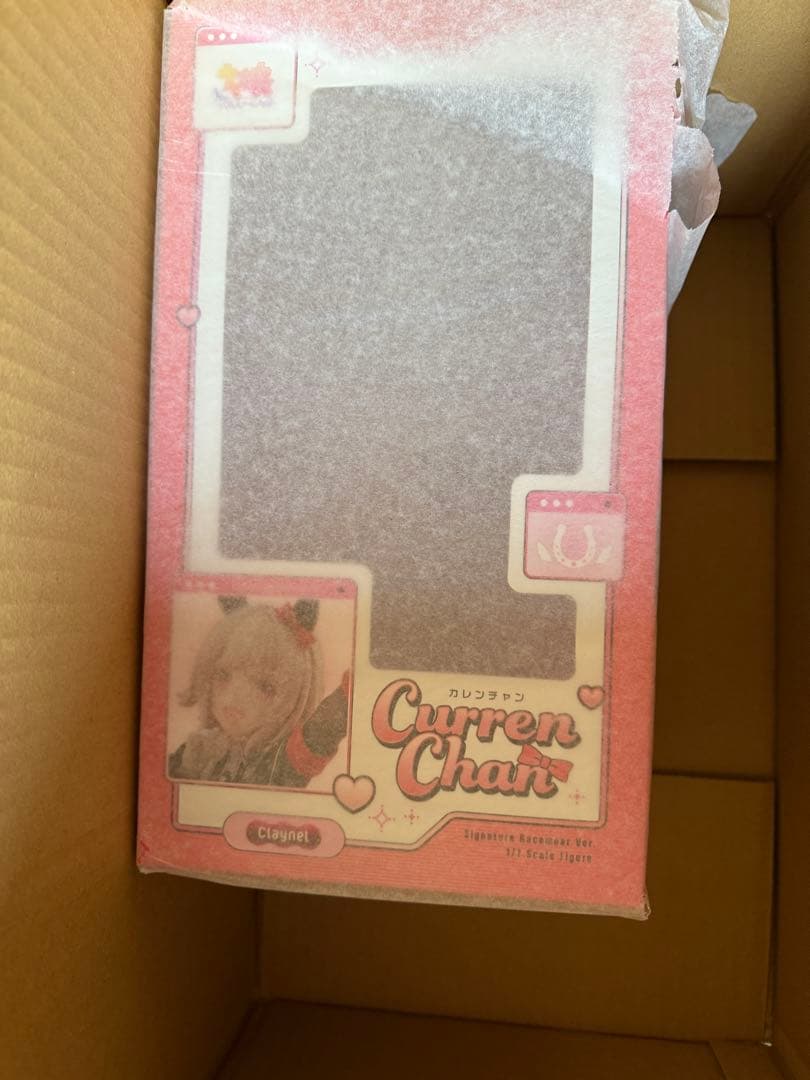 カレンチャン
Curren
Chan
Claynel
Signature Racewear Ver.
1/7 Scale Figure